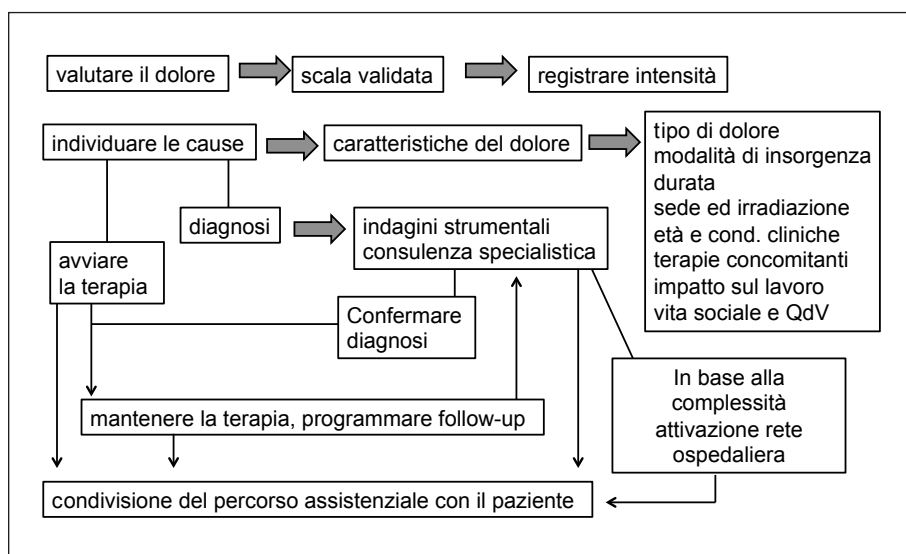 valutare il dolore
scala validata
registrare intensità
individuare le cause
caratteristiche del dolore
tipo di dolore
modalità di insorgenza
durata
sede ed irradiazione
età e cond. cliniche
terapie concomitanti
impatto sul lavoro
vita sociale e QdV
diagnosi
indagini strumentali
consulenza specialistica
avviare
la terapia
Confermare
diagnosi
In base alla
complessità
attivazione rete
ospedaliera
mantenere la terapia, programmare follow-up
condivisione del percorso assistenziale con il paziente